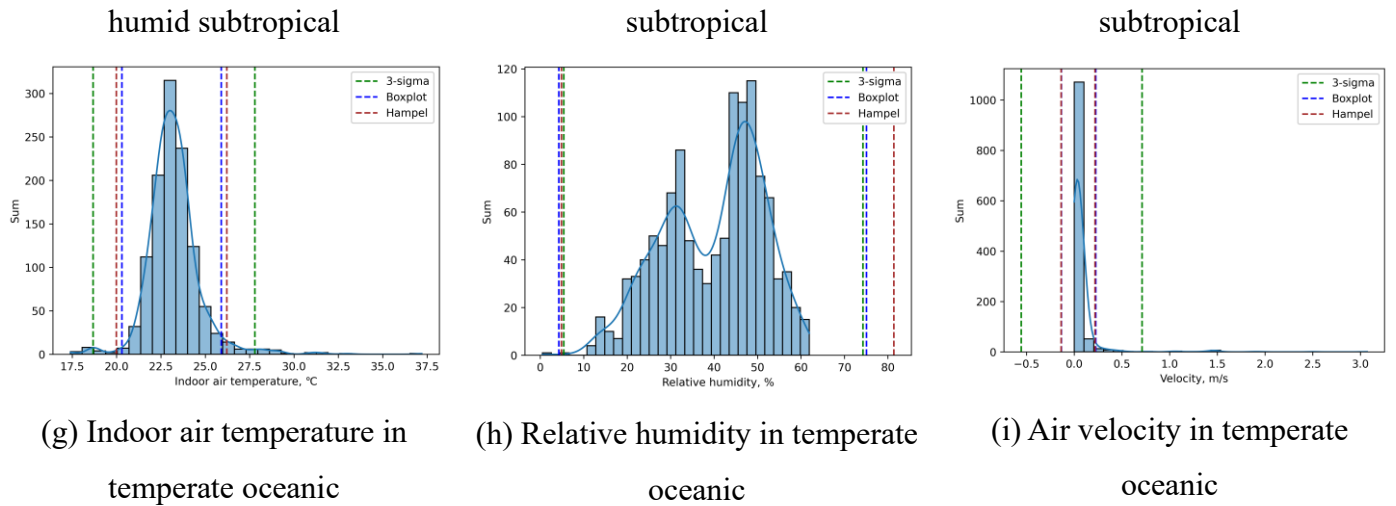 humid subtropical
subtropical
subtropical
3-sigma
Boxplot
Hampel
300
250
200
150
100
50
0
Sum
17.5 20.0 22.5 25.0 27.5 30.0 32.5 35.0 37.5
Indoor air temperature, ℃
3-sigma
Boxplot
Hampel
120
100
80
60
40
20
0
Sum
0 10 20 30 40 50 60 70 80
Relative humidity, %
3-sigma
Boxplot
Hampel
1000
800
600
400
200
0
Sum
−0.5 0.0 0.5 1.0 1.5 2.0 2.5 3.0
Velocity, m/s
(g) Indoor air temperature in
temperate oceanic
(h) Relative humidity in temperate
oceanic
(i) Air velocity in temperate
oceanic